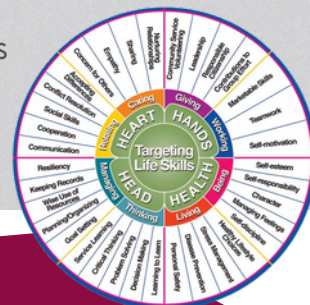 s
Targeting
Life Skills
HEART
HANDS
HEALTH
HEAD
Giving
Community Service
Volunteering
Leadership
Responsible
Citizenship
Contributions to
Group Effort
Working
Marketable Skills
Teamwork
Self-motivation
Being
Self-esteem
Self-responsibility
Character
Managing Feelings
Self-discipline
Living
Healthy Lifestyle
Choices
Stress Management
Disease Prevention
Personal Safety
Thinking
Learning to Learn
Decision Making
Problem Solving
Critical Thinking
Service Learning
Managing
Goal Setting
Planning/Organizing
Wise Use of
Resources
Keeping Records
Resiliency
Relating
Communication
Cooperation
Social Skills
Conflict Resolution
Accepting
Differences
Caring
Concern for Others
Empathy
Sharing
Nurturing
Relationships